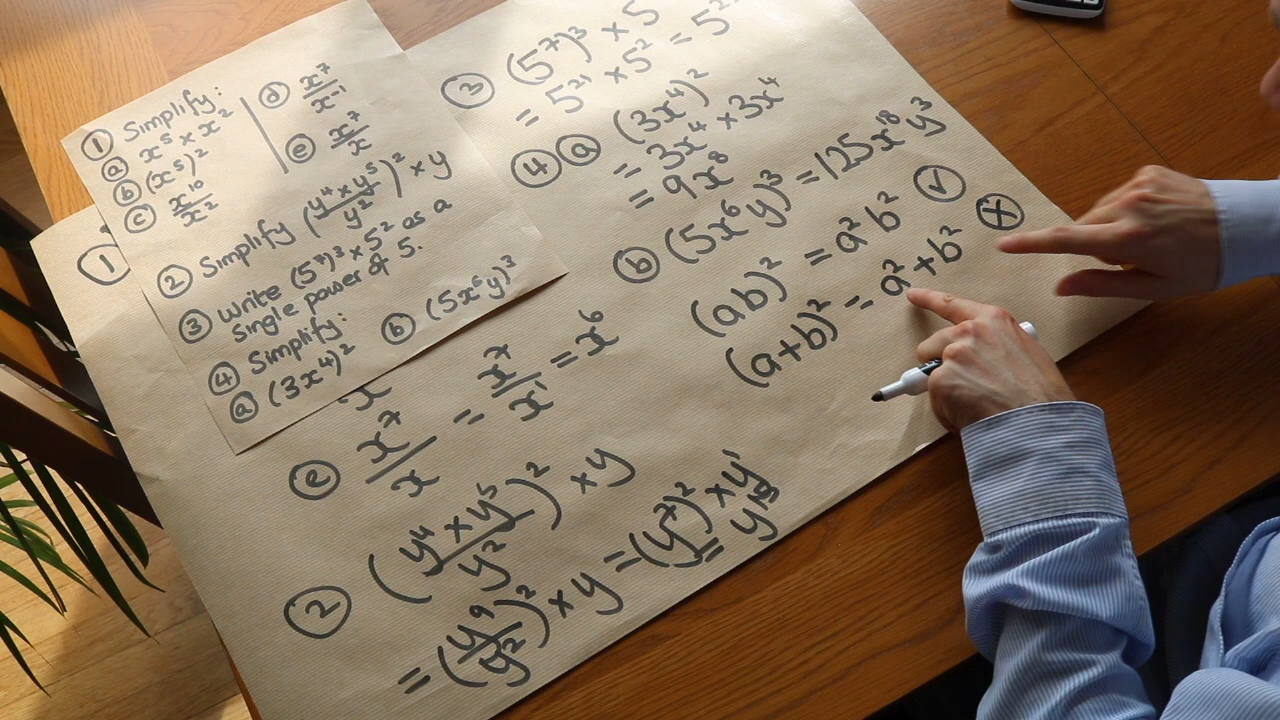 ① Simplify:
ⓐ x⁵ × x²
ⓑ (x⁵)²
ⓒ x¹⁰/x²
ⓓ x⁷/x⁻¹
ⓔ x⁷/x
② Simplify ((y⁴ × y⁵)/y²)² × y
③ Write (5⁷)³ × 5² as a
single power of 5.
④ Simplify:
ⓐ (3x⁴)² ⓑ (5x⁶y)³
①
ⓔ x⁷/x = x⁷/x¹ = x⁶
② ((y⁴ × y⁵)/y²)² × y
= (y⁹/y²)² × y = (y⁷)² × y¹
= y¹⁵
③ (5⁷)³ × 5
= 5²¹ × 5² = 5²
④ ⓐ (3x⁴)²
= 3x⁴ × 3x⁴
= 9x⁸
ⓑ (5x⁶y)³ = 125x¹⁸y³
(ab)² = a²b² ✓
(a+b)² = a² + b² ✗